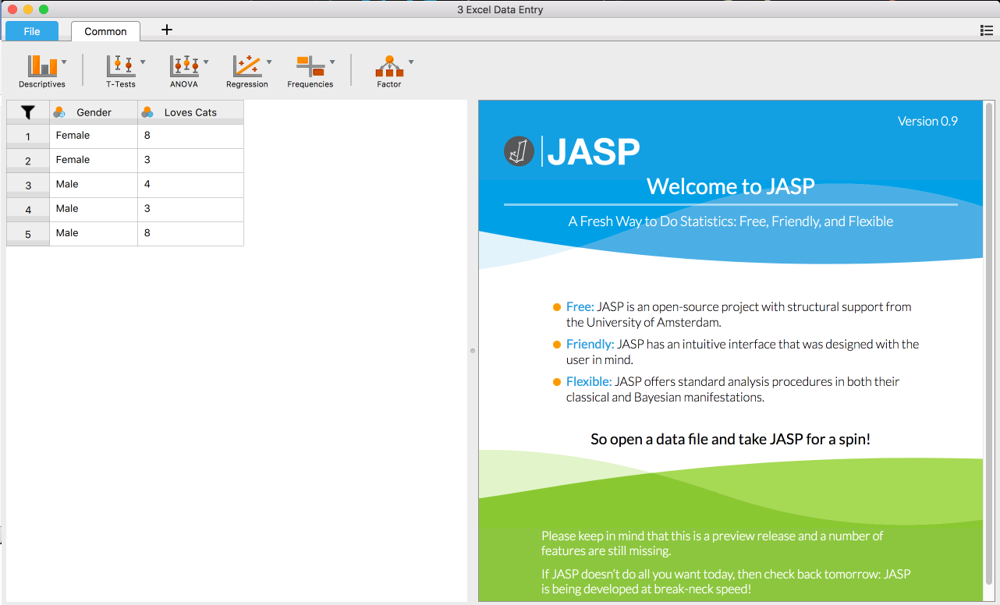 3 Excel Data Entry
File
Common
+
Descriptives
T-Tests
ANOVA
Regression
Frequencies
Factor
Gender
Loves Cats
1 Female 8
2 Female 3
3 Male 4
4 Male 3
5 Male 8
Version 0.9
JASP
Welcome to JASP
A Fresh Way to Do Statistics: Free, Friendly, and Flexible
Free: JASP is an open-source project with structural support from
the University of Amsterdam.
Friendly: JASP has an intuitive interface that was designed with the
user in mind.
Flexible: JASP offers standard analysis procedures in both their
classical and Bayesian manifestations.
So open a data file and take JASP for a spin!
Please keep in mind that this is a preview release and a number of
features are still missing.
If JASP doesn't do all you want today, then check back tomorrow: JASP
is being developed at break-neck speed!